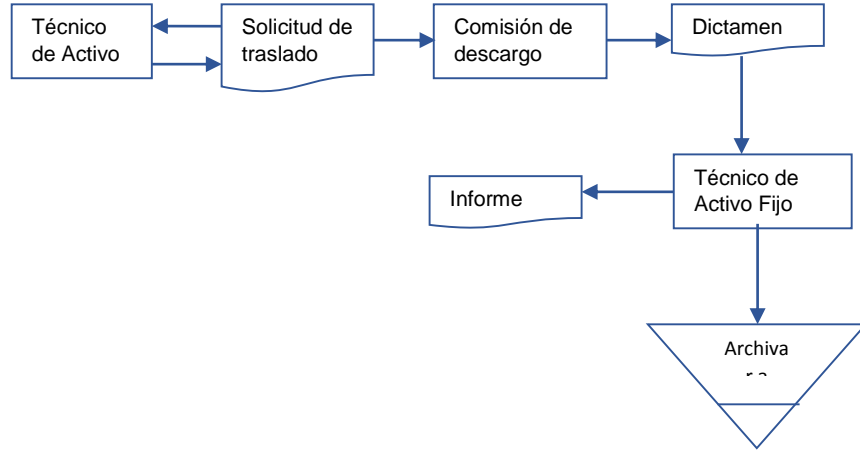 Técnico
de Activo
Solicitud de
traslado
Comisión de
descargo
Dictamen
Informe
Técnico de
Activo Fijo
Archiva